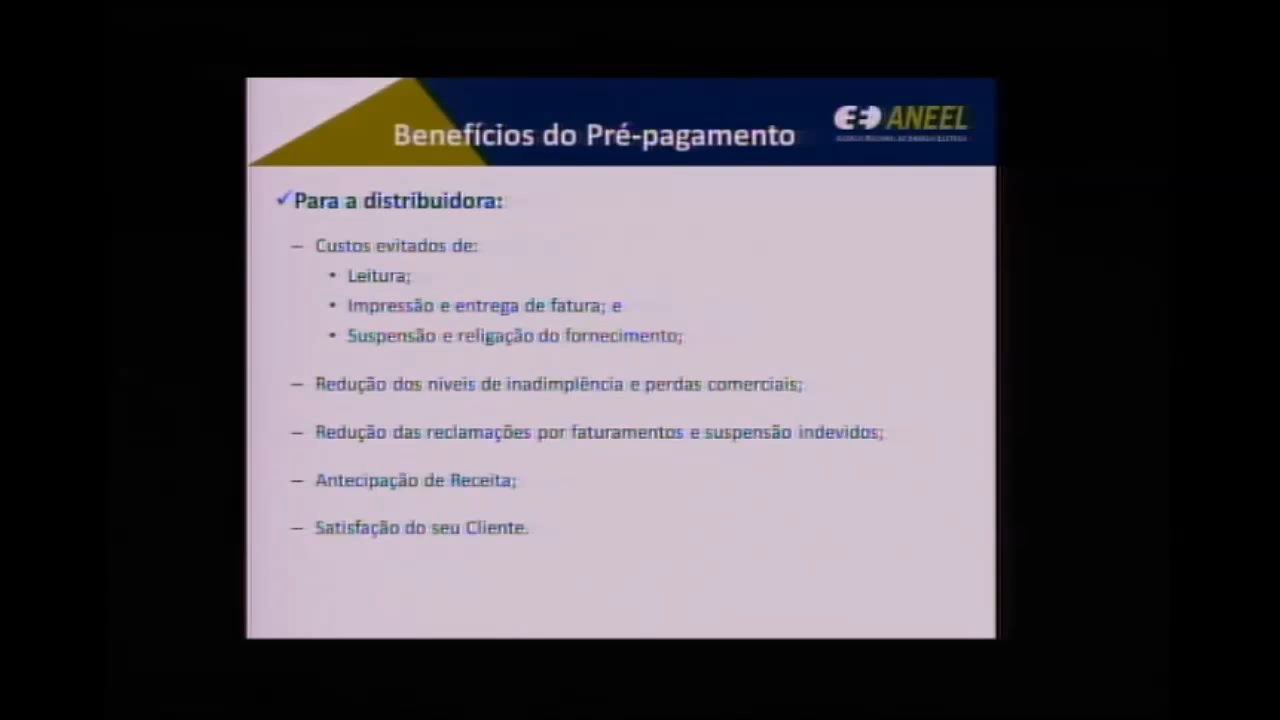 Benefícios do Pré-pagamento
ANEEL
✓Para a distribuidora:
– Custos evitados de:
• Leitura;
• Impressão e entrega de fatura; e
• Suspensão e religação do fornecimento;
– Redução dos níveis de inadimplência e perdas comerciais;
– Redução das reclamações por faturamentos e suspensão indevidos;
– Antecipação de Receita;
– Satisfação do seu Cliente.